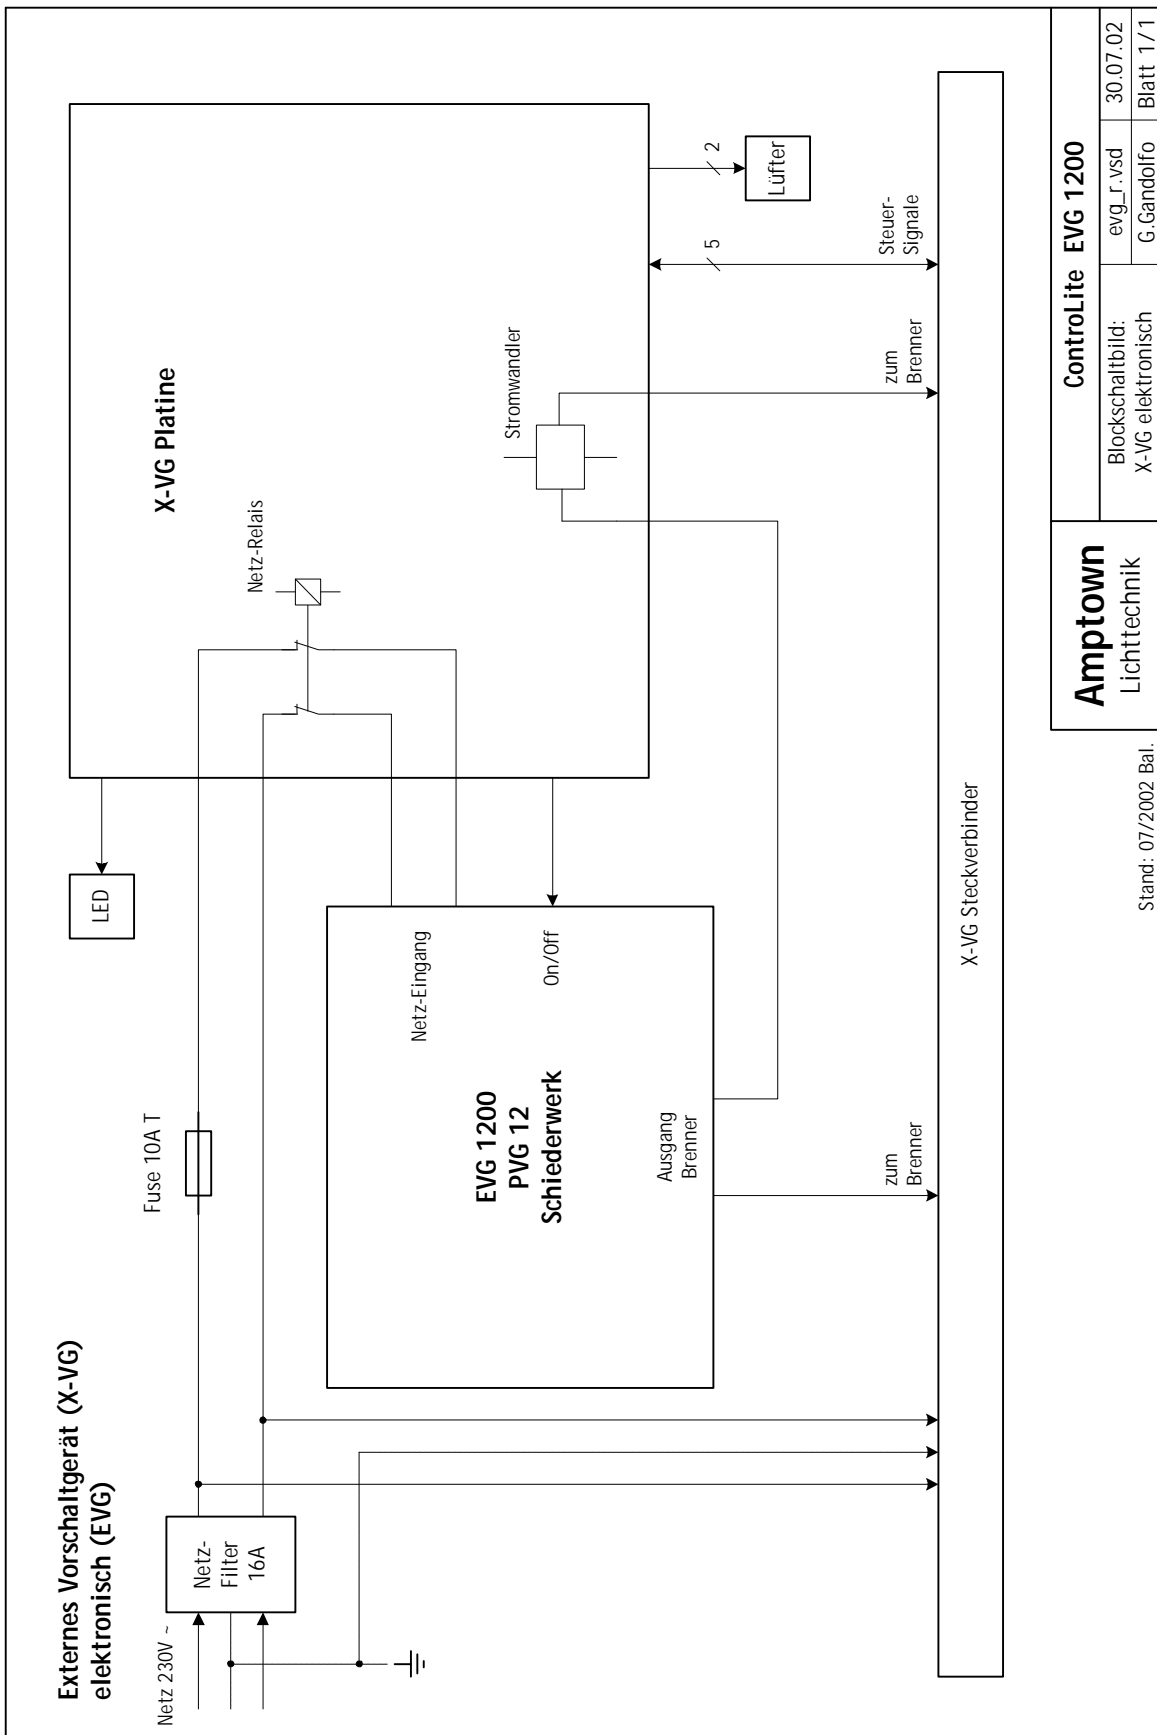 Externes Vorschaltgerät (X-VG)
elektronisch (EVG)
Netz 230V ~
Netz-
Filter
16A
Fuse 10A T
LED
X-VG Platine
Netz-Relais
Stromwandler
2
Lüfter
5
Steuer-
Signale
EVG 1200
PVG 12
Schiederwerk
Netz-Eingang
On/Off
Ausgang
Brenner
zum
Brenner
zum
Brenner
X-VG Steckverbinder
Stand: 07/2002 Bal.
Amptown
Lichttechnik
ControLite EVG 1200
Blockschaltbild:
X-VG elektronisch
evg_r.vsd
30.07.02
G.Gandolfo
Blatt 1/1